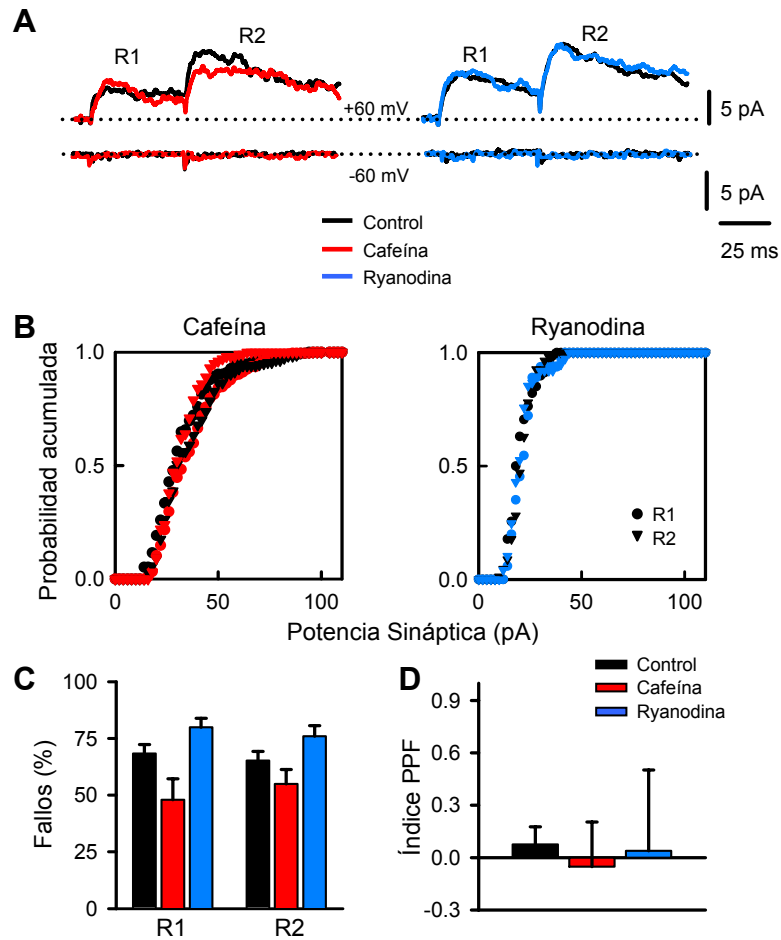 A
R1
R2
R1
R2
+60 mV
5 pA
-60 mV
5 pA
25 ms
Control
Cafeína
Ryanodina
B
Cafeína
Ryanodina
Probabilidad acumulada
1.0
0.5
0.0
0
50
100
1.0
0.5
0.0
0
50
100
R1
R2
Potencia Sináptica (pA)
C
Fallos (%)
100
75
50
25
0
R1
R2
D
Control
Cafeína
Ryanodina
Índice PPF
0.9
0.6
0.3
0.0
-0.3